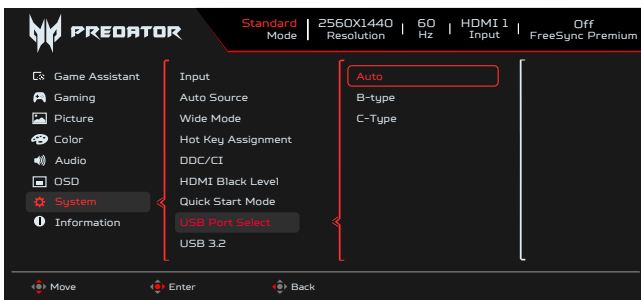 PREDATOR
Standard Mode
2560X1440 Resolution
60 Hz
HDMI 1 Input
Off FreeSync Premium
Game Assistant
Gaming
Picture
Color
Audio
OSD
System
Information
Input
Auto Source
Wide Mode
Hot Key Assignment
DDC/CI
HDMI Black Level
Quick Start Mode
USB Port Select
USB 3.2
Auto
B-type
C-Type
Move
Enter
Back